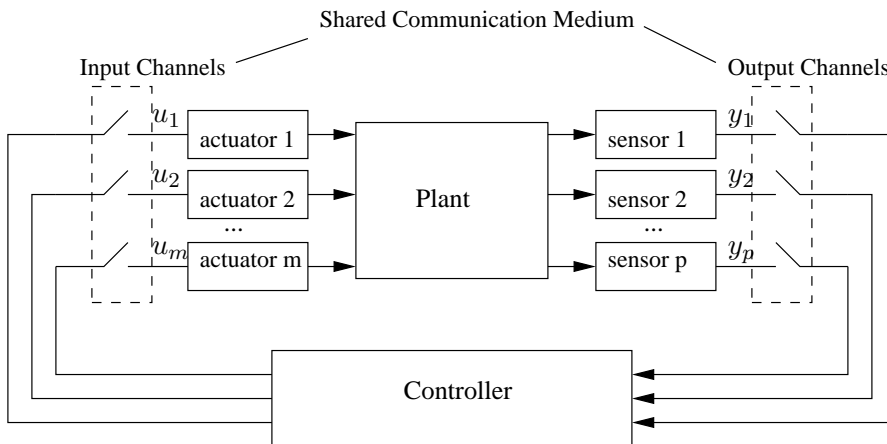 Shared Communication Medium
Input Channels
Output Channels
u₁
actuator 1
sensor 1
y₁
u₂
actuator 2
Plant
sensor 2
y₂
...
...
uₘ
actuator m
sensor p
yₚ
Controller